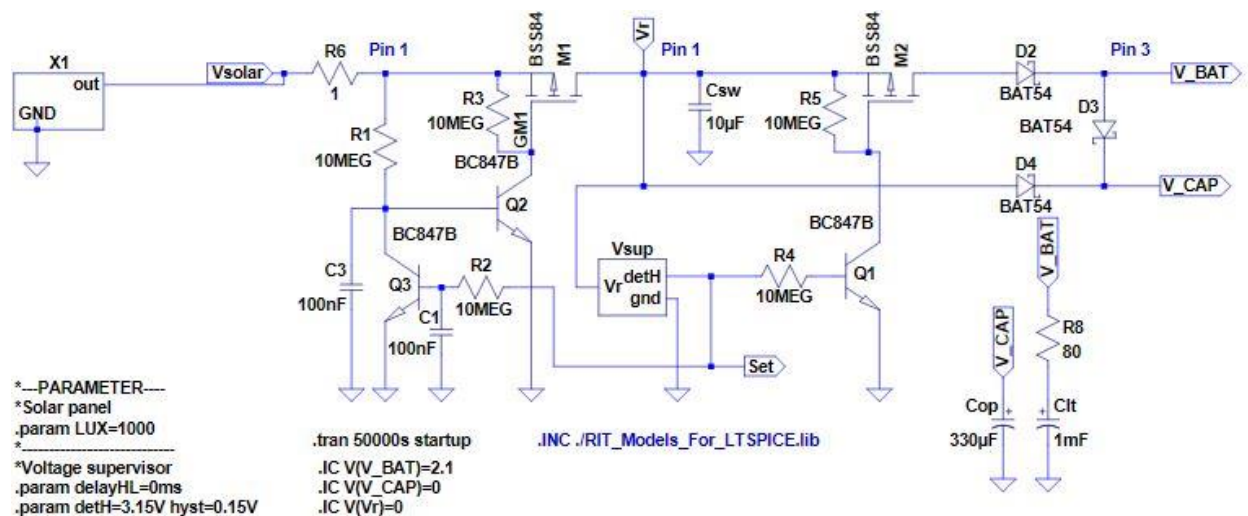 X1
out
GND
Vsolar
R6
1
Pin 1
BSS84
M1
Vr
Pin 1
BSS84
M2
D2
BAT54
Pin 3
V_BAT
R3
10MEG
GM1
Csw
10µF
R5
10MEG
D3
BAT54
R1
10MEG
BC847B
Q2
D4
BAT54
V_CAP
BC847B
Q3
C3
100nF
R2
10MEG
C1
100nF
Vsup
Vr
detH
gnd
R4
10MEG
BC847B
Q1
Set
V_BAT
R8
80
V_CAP
Cop
330µF
Clt
1mF
*---PARAMETER----
*Solar panel
.param LUX=1000
*-----------------------------
*Voltage supervisor
.param delayHL=0ms
.param detH=3.15V hyst=0.15V
.tran 50000s startup
.IC V(V_BAT)=2.1
.IC V(V_CAP)=0
.IC V(Vr)=0
.INC ./RIT_Models_For_LTSPICE.lib